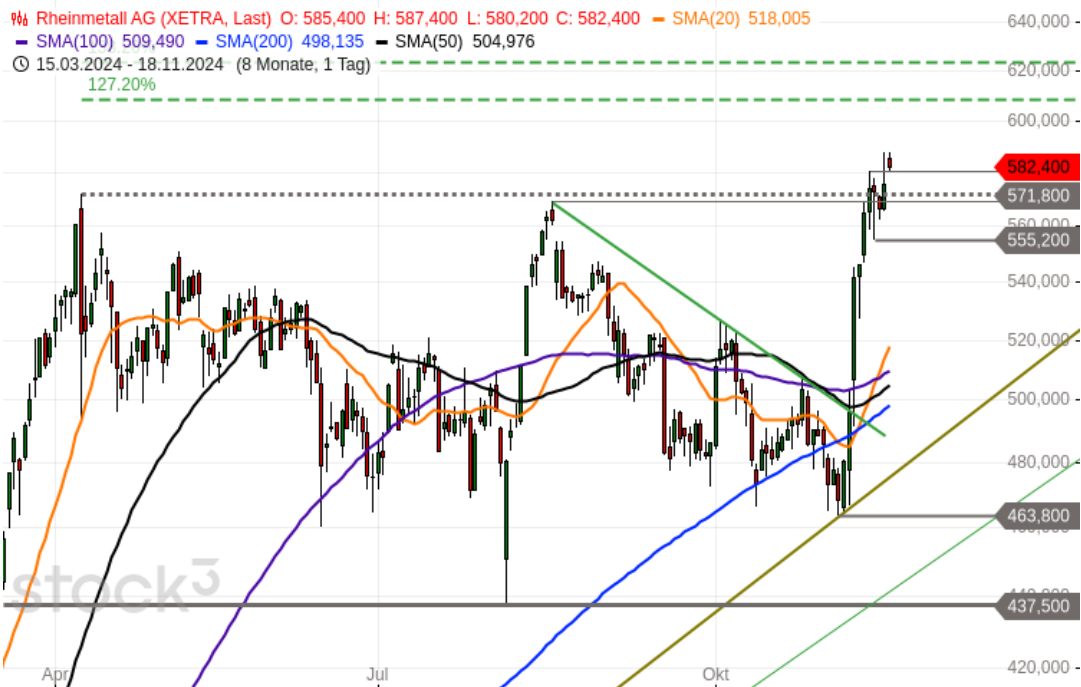 Rheinmetall AG (XETRA, Last) O: 585,400 H: 587,400 L: 580,200 C: 582,400 SMA(20) 518,005
SMA(100) 509,490 SMA(200) 498,135 SMA(50) 504,976
15.03.2024 - 18.11.2024 (8 Monate, 1 Tag)
127.20%
640,000
620,000
600,000
582,400
571,800
560,000
555,200
540,000
520,000
500,000
480,000
463,800
437,500
420,000
stock3
Apr
Jul
Okt